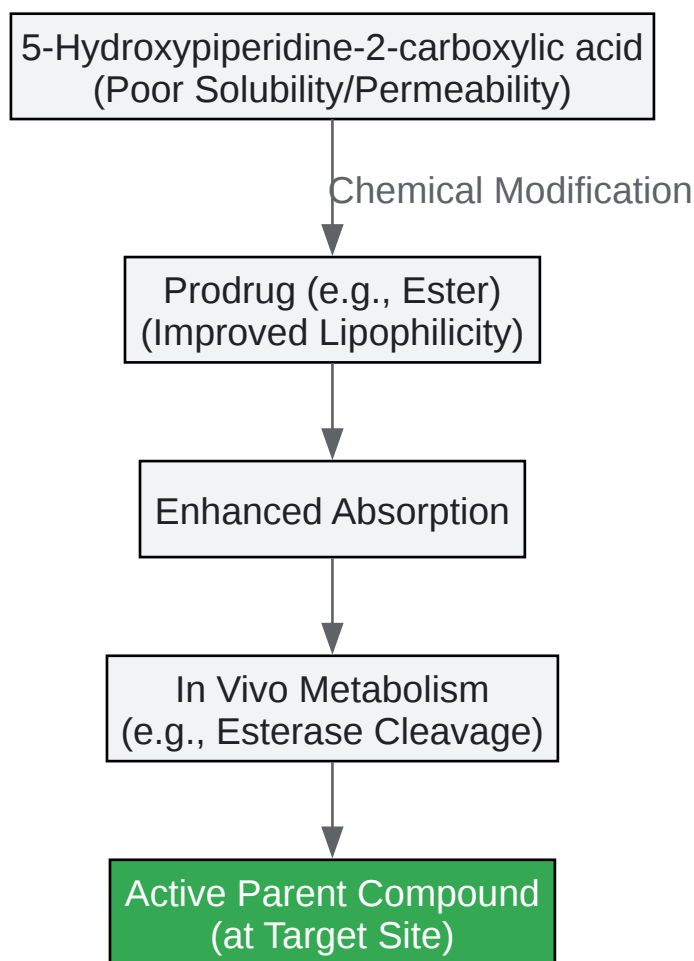 5-Hydroxypiperidine-2-carboxylic acid
(Poor Solubility/Permeability)
Chemical Modification
Prodrug (e.g., Ester)
(Improved Lipophilicity)
Enhanced Absorption
In Vivo Metabolism
(e.g., Esterase Cleavage)
Active Parent Compound
(at Target Site)